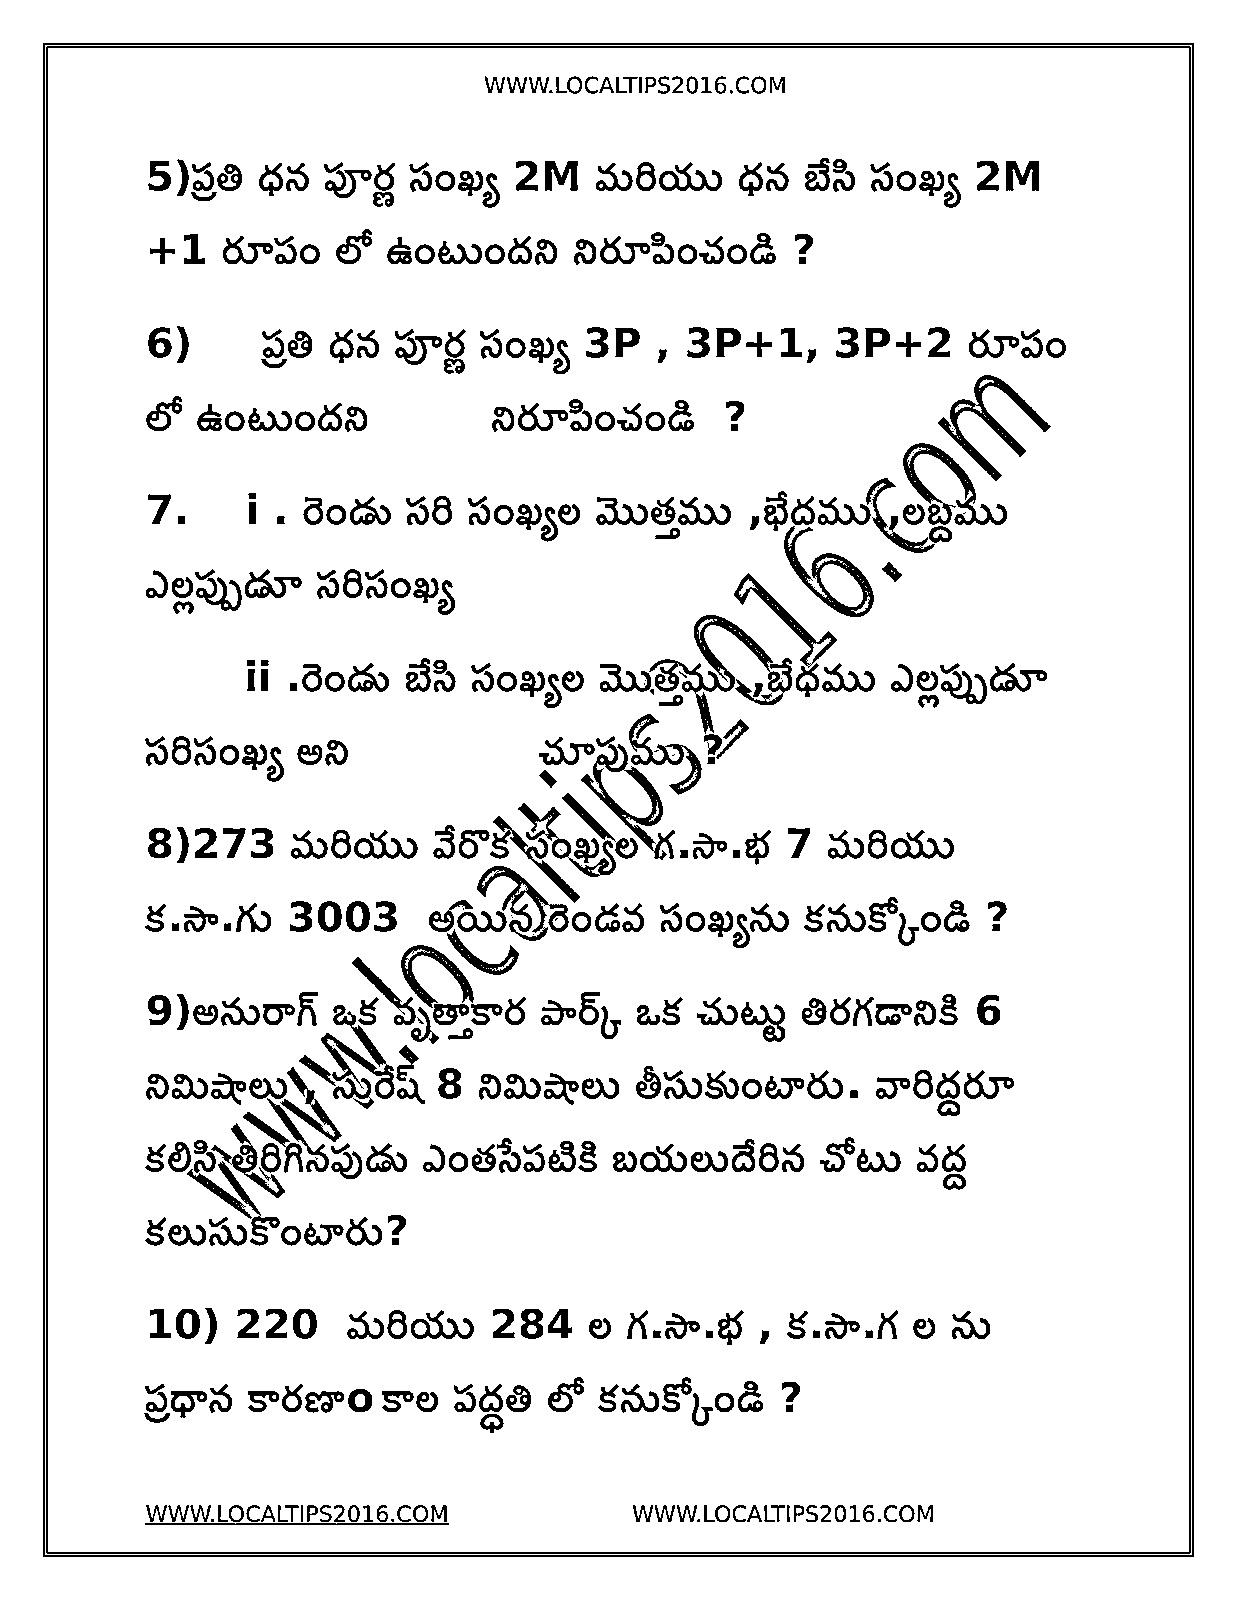 WWW.LOCALTIPS2016.COM
5)ప్రతి ధన పూర్ణ సంఖ్య 2M మరియు ధన బేసి సంఖ్య 2M
+1 రూపం లో ఉంటుందని నిరూపించండి ?
6) ప్రతి ధన పూర్ణ సంఖ్య 3P , 3P+1, 3P+2 రూపం
లో ఉంటుందని నిరూపించండి ?
7. i . రెండు సరి సంఖ్యల మొత్తము ,భేదము ,లబ్దము
ఎల్లప్పుడూ సరిసంఖ్య
ii .రెండు బేసి సంఖ్యల మొత్తము ,భేధము ఎల్లప్పుడూ
సరిసంఖ్య అని చూపుము ?
8)273 మరియు వేరొక సంఖ్యల గ.సా.భ 7 మరియు
క.సా.గు 3003 అయిన రెండవ సంఖ్యను కనుక్కోండి ?
9)అనురాగ్ ఒక వృత్తాకార పార్క్ ఒక చుట్టు తిరగడానికి 6
నిమిషాలు , సురేష్ 8 నిమిషాలు తీసుకుంటారు. వారిద్దరూ
కలిసి తిరిగినపుడు ఎంతసేపటికి బయలుదేరిన చోటు వద్ద
కలుసుకొంటారు?
10) 220 మరియు 284 ల గ.సా.భ , క.సా.గ ల ను
ప్రధాన కారణాoకాల పద్ధతి లో కనుక్కోండి ?
www.localtips2016.com
WWW.LOCALTIPS2016.COM WWW.LOCALTIPS2016.COM